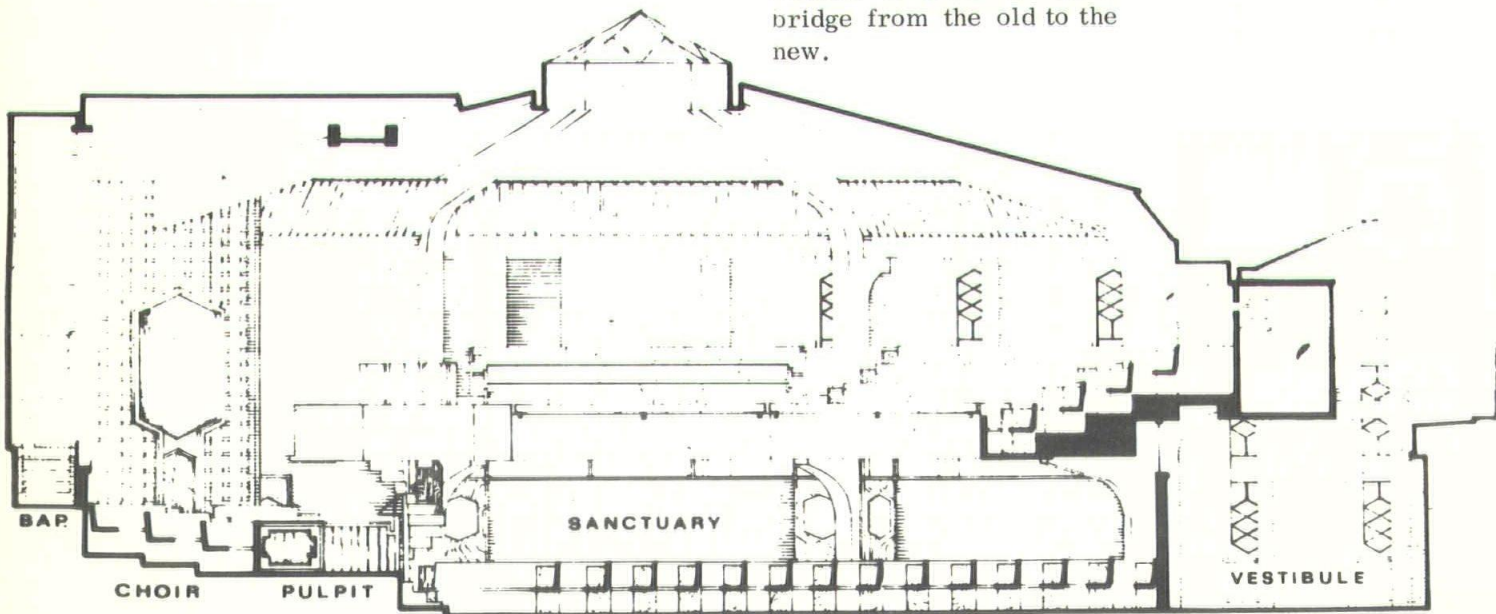 bridge from the old to the
new.
SANCTUARY
BAP.
CHOIR
PULPIT
VESTIBULE